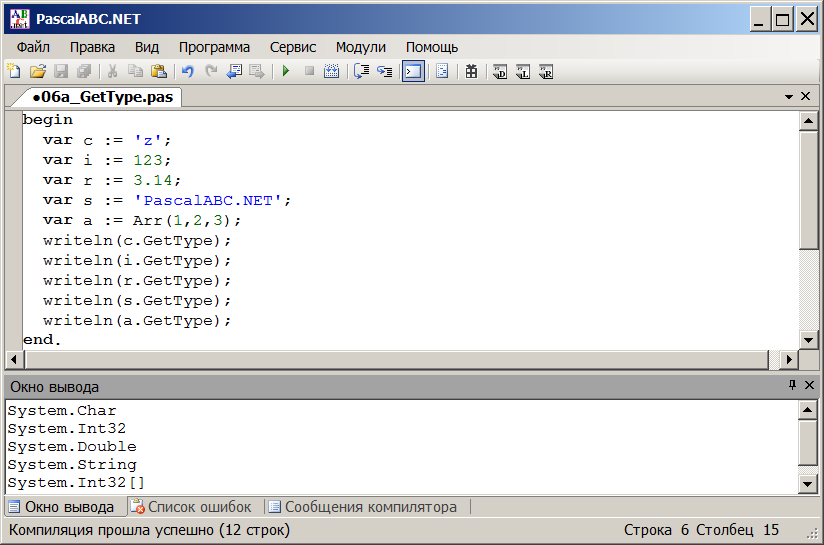 PascalABC.NET
Файл Правка Вид Программа Сервис Модули Помощь
•06a_GetType.pas
begin
  var c := 'z';
  var i := 123;
  var r := 3.14;
  var s := 'PascalABC.NET';
  var a := Arr(1,2,3);
  writeln(c.GetType);
  writeln(i.GetType);
  writeln(r.GetType);
  writeln(s.GetType);
  writeln(a.GetType);
end.
Окно вывода
System.Char
System.Int32
System.Double
System.String
System.Int32[]
Окно вывода Список ошибок Сообщения компилятора
Компиляция прошла успешно (12 строк) Строка 6 Столбец 15